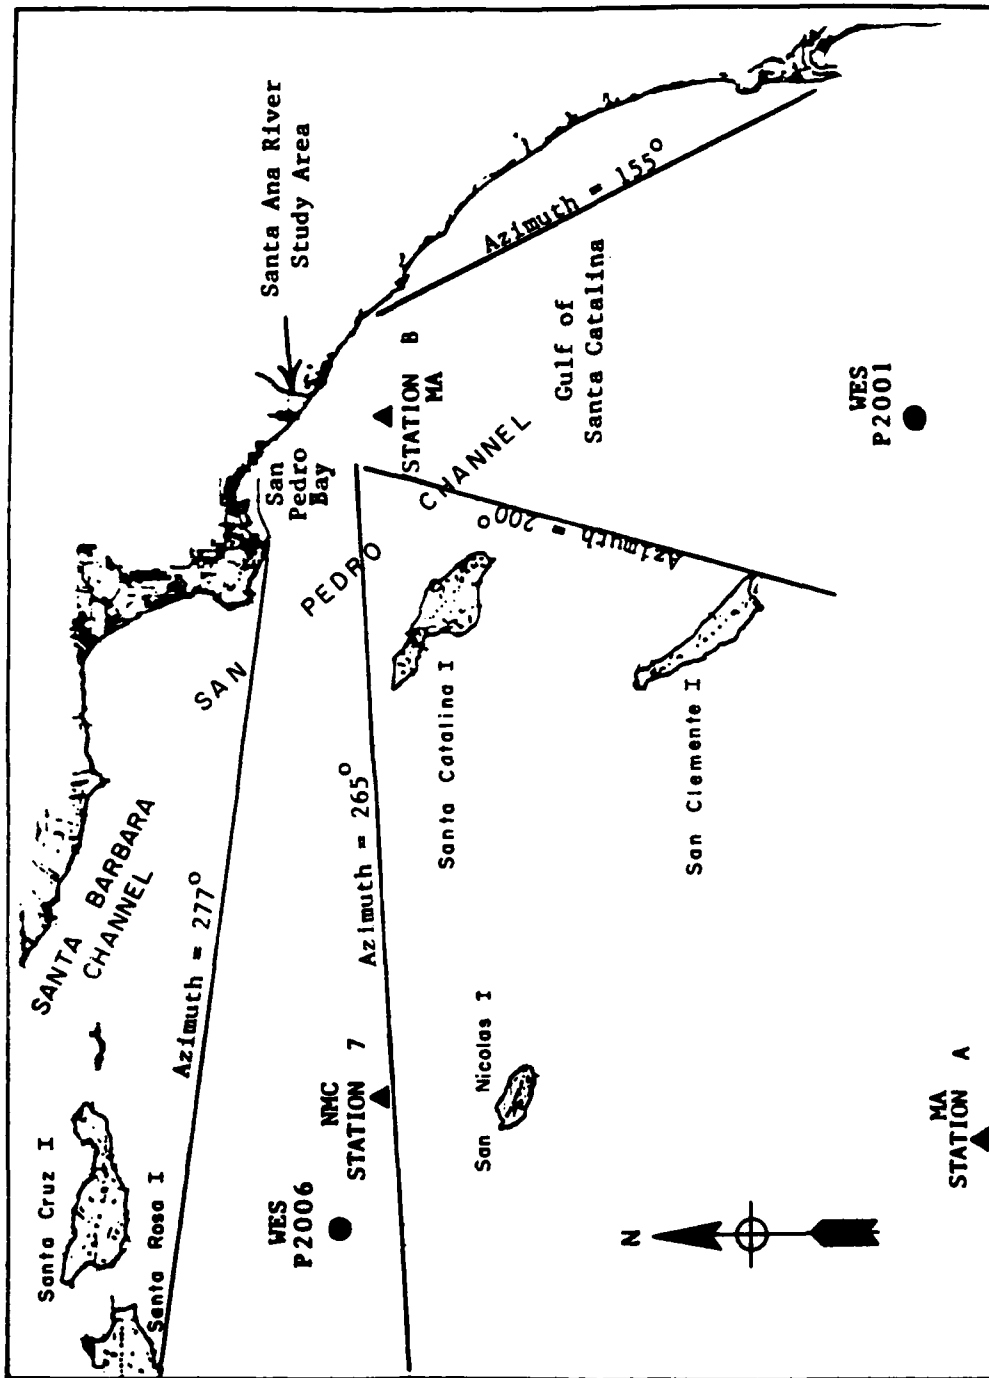 Santa Ana River
Study Area
SANTA BARBARA
CHANNEL
Santa Cruz I
Santa Rosa I
Azimuth = 277°
SAN PEDRO CHANNEL
San
Pedro
Bay
STATION B
MA
Azimuth = 155°
Gulf of
Santa Catalina
WES
P2006
NMC
STATION 7
Azimuth = 265°
Santa Catalina I
Azimuth = 200°
San Nicolas I
San Clemente I
WES
P2001
N
MA
STATION A